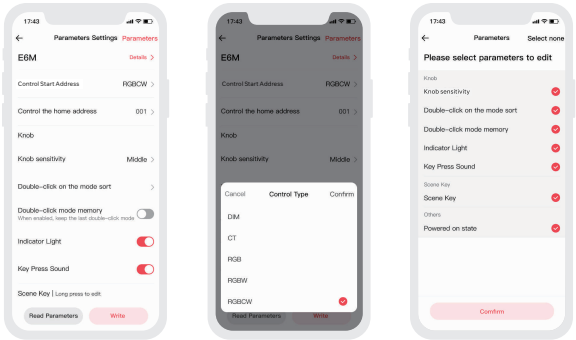 17:43
Parameters Settings Parameters
E6M Details >
Control Start Address RGBCW >
Control the home address 001 >
Knob
Knob sensitivity Middle >
Double-click on the mode sort >
Double-click mode memory
When enabled, keep the last double-click mode
Indicator Light
Key Press Sound
Scene Key | Long press to edit
Read Parameters Write
17:43
Parameters Settings Parameters
E6M Details >
Control Start Address RGBCW >
Control the home address 001 >
Knob
Knob sensitivity Middle >
Cancel Control Type Confirm
DIM
CT
RGB
RGBW
RGBCW
Read Parameters Write
17:43
Parameters Select none
Please select parameters to edit
Knob
Knob sensitivity
Double-click on the mode sort
Double-click mode memory
Indicator Light
Key Press Sound
Scene Key
Scene Key
Others
Powered on state
Comfirm